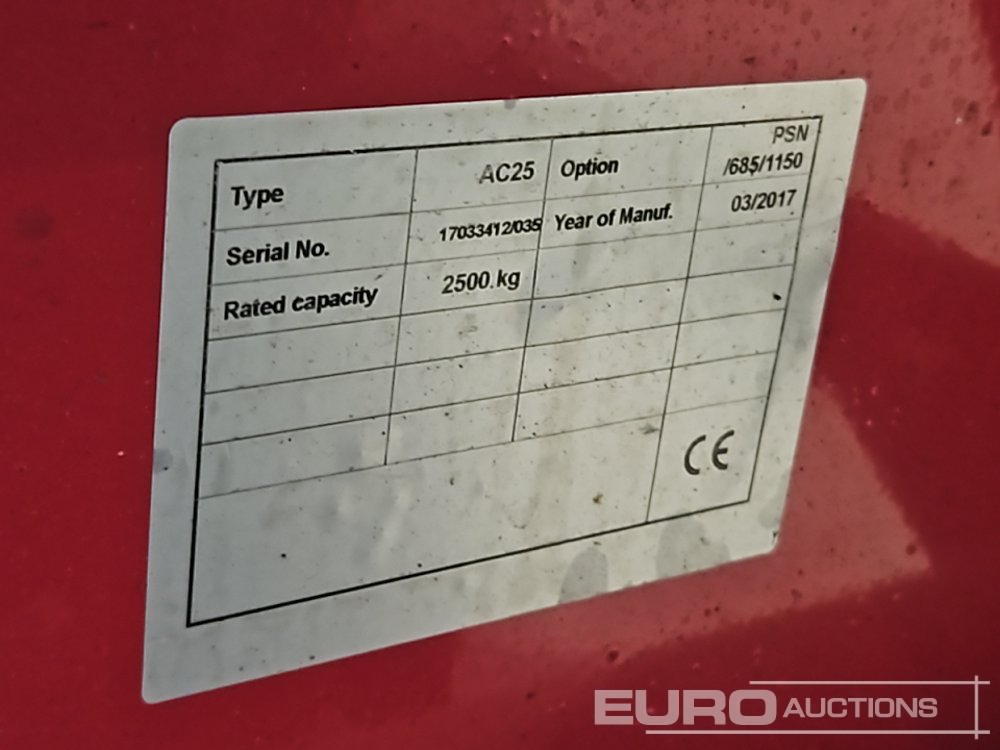 Type AC25 Option PSN /685/1150
Serial No. 17033412/035 Year of Manuf. 03/2017
Rated capacity 2500 kg
CE
EURO AUCTIONS